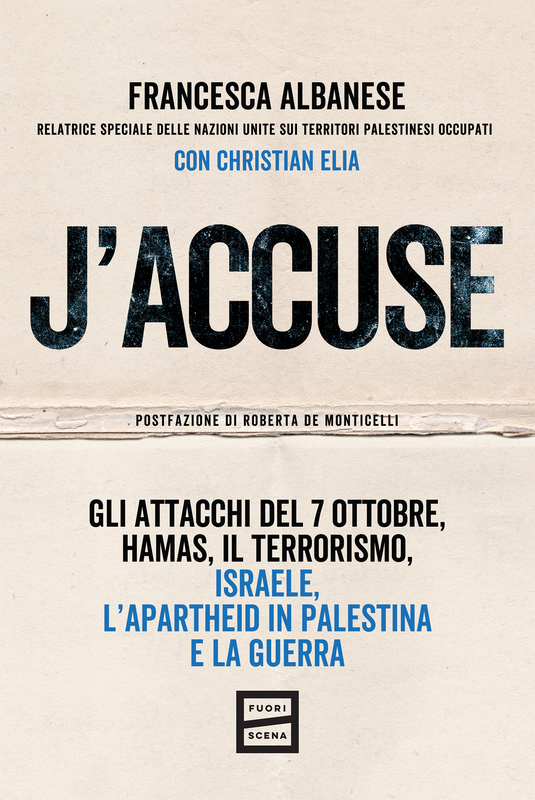 FRANCESCA ALBANESE
RELATRICE SPECIALE DELLE NAZIONI UNITE SUI TERRITORI PALESTINESI OCCUPATI
CON CHRISTIAN ELIA
J'ACCUSE
POSTFAZIONE DI ROBERTA DE MONTICELLI
GLI ATTACCHI DEL 7 OTTOBRE,
HAMAS, IL TERRORISMO,
ISRAELE,
L'APARTHEID IN PALESTINA
E LA GUERRA
FUORI
SCENA